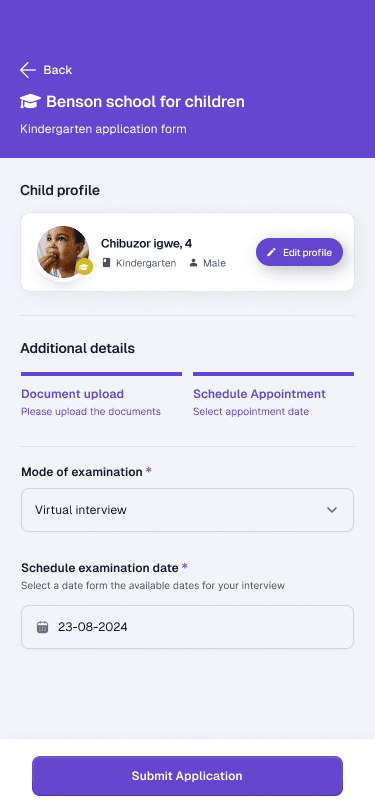 Back
Benson school for children
Kindergarten application form
Child profile
Chibuzor igwe, 4
Kindergarten Male
Edit profile
Additional details
Document upload Schedule Appointment
Please upload the documents Select appointment date
Mode of examination *
Virtual interview
Schedule examination date *
Select a date form the available dates for your interview
23-08-2024
Submit Application